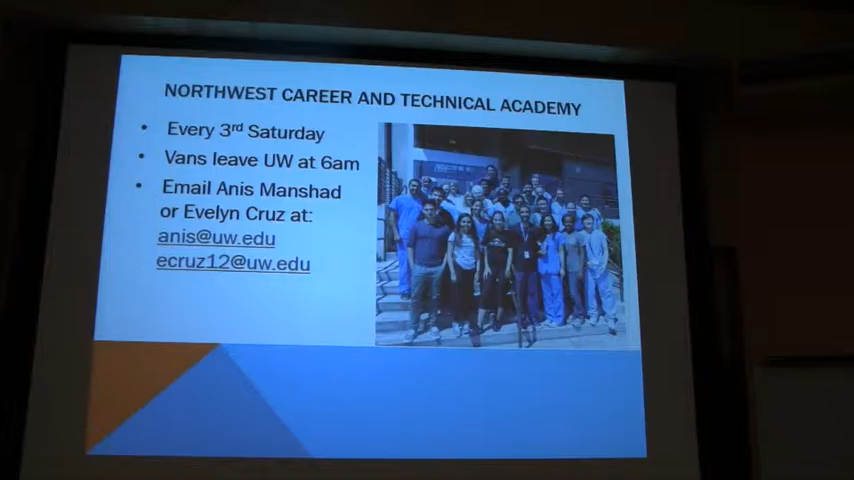 NORTHWEST CAREER AND TECHNICAL ACADEMY
• Every 3rd Saturday
• Vans leave UW at 6am
• Email Anis Manshad
or Evelyn Cruz at:
anis@uw.edu
ecruz12@uw.edu